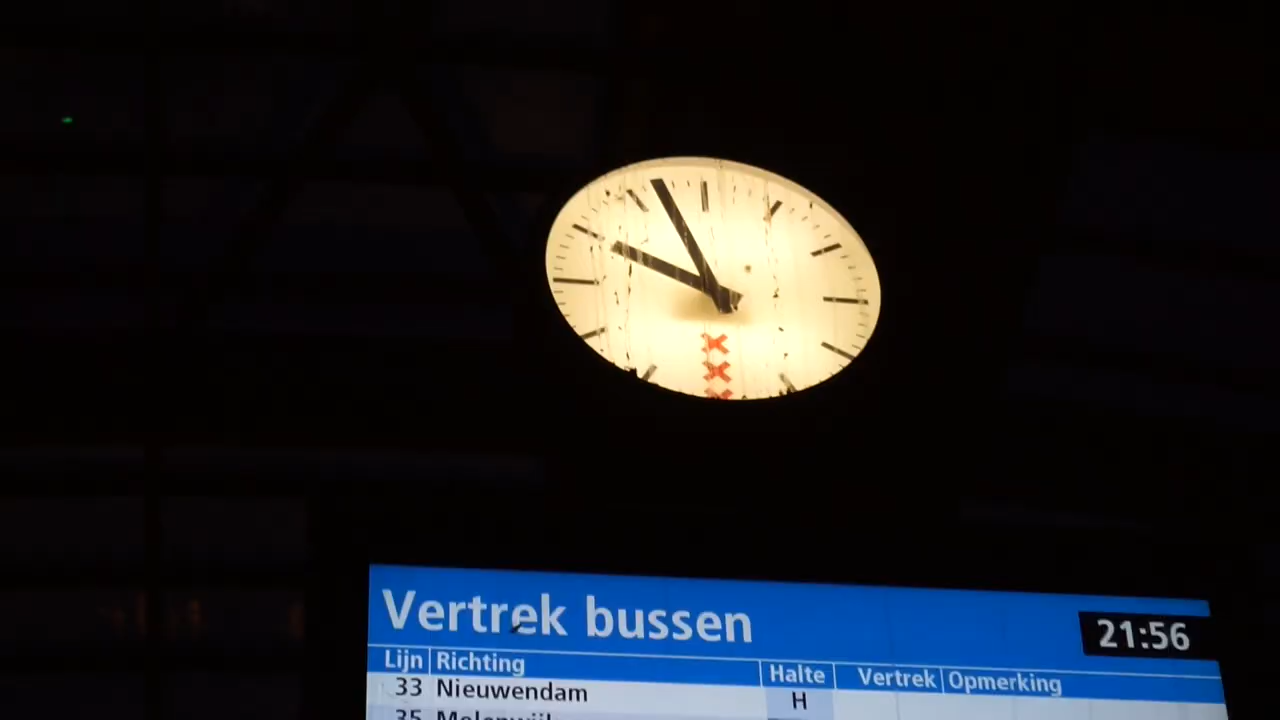 Vertrek bussen
21:56
Lijn Richting Halte Vertrek Opmerking
33 Nieuwendam H
35